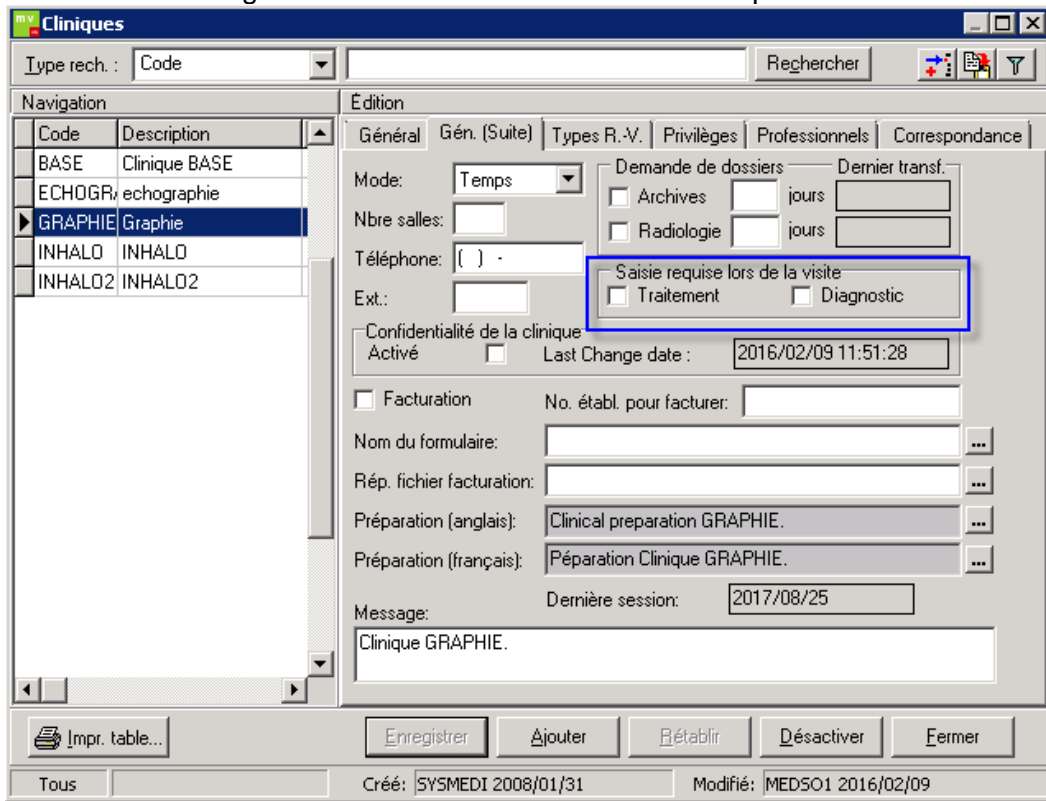 Cliniques
Type rech. : Code Rechercher
Navigation
Édition
Code Description
BASE Clinique BASE
ECHOGR echographie
GRAPHIE Graphie
INHALO INHALO
INHALO2 INHALO2
Général Gén. (Suite) Types R.-V. Privilèges Professionnels Correspondance
Mode: Temps
Nbre salles:
Téléphone: ( ) -
Ext.:
Demande de dossiers Dernier transf.
Archives jours
Radiologie jours
Saisie requise lors de la visite
Traitement Diagnostic
Confidentialité de la clinique
Activé Last Change date : 2016/02/09 11:51:28
Facturation No. établ. pour facturer:
Nom du formulaire: ...
Rép. fichier facturation: ...
Préparation (anglais): Clinical preparation GRAPHIE. ...
Préparation (français): Péparation Clinique GRAPHIE. ...
Dernière session: 2017/08/25
Message:
Clinique GRAPHIE.
Impr. table... Enregistrer Ajouter Rétablir Désactiver Fermer
Tous Créé: SYSMEDI 2008/01/31 Modifié: MEDSO1 2016/02/09